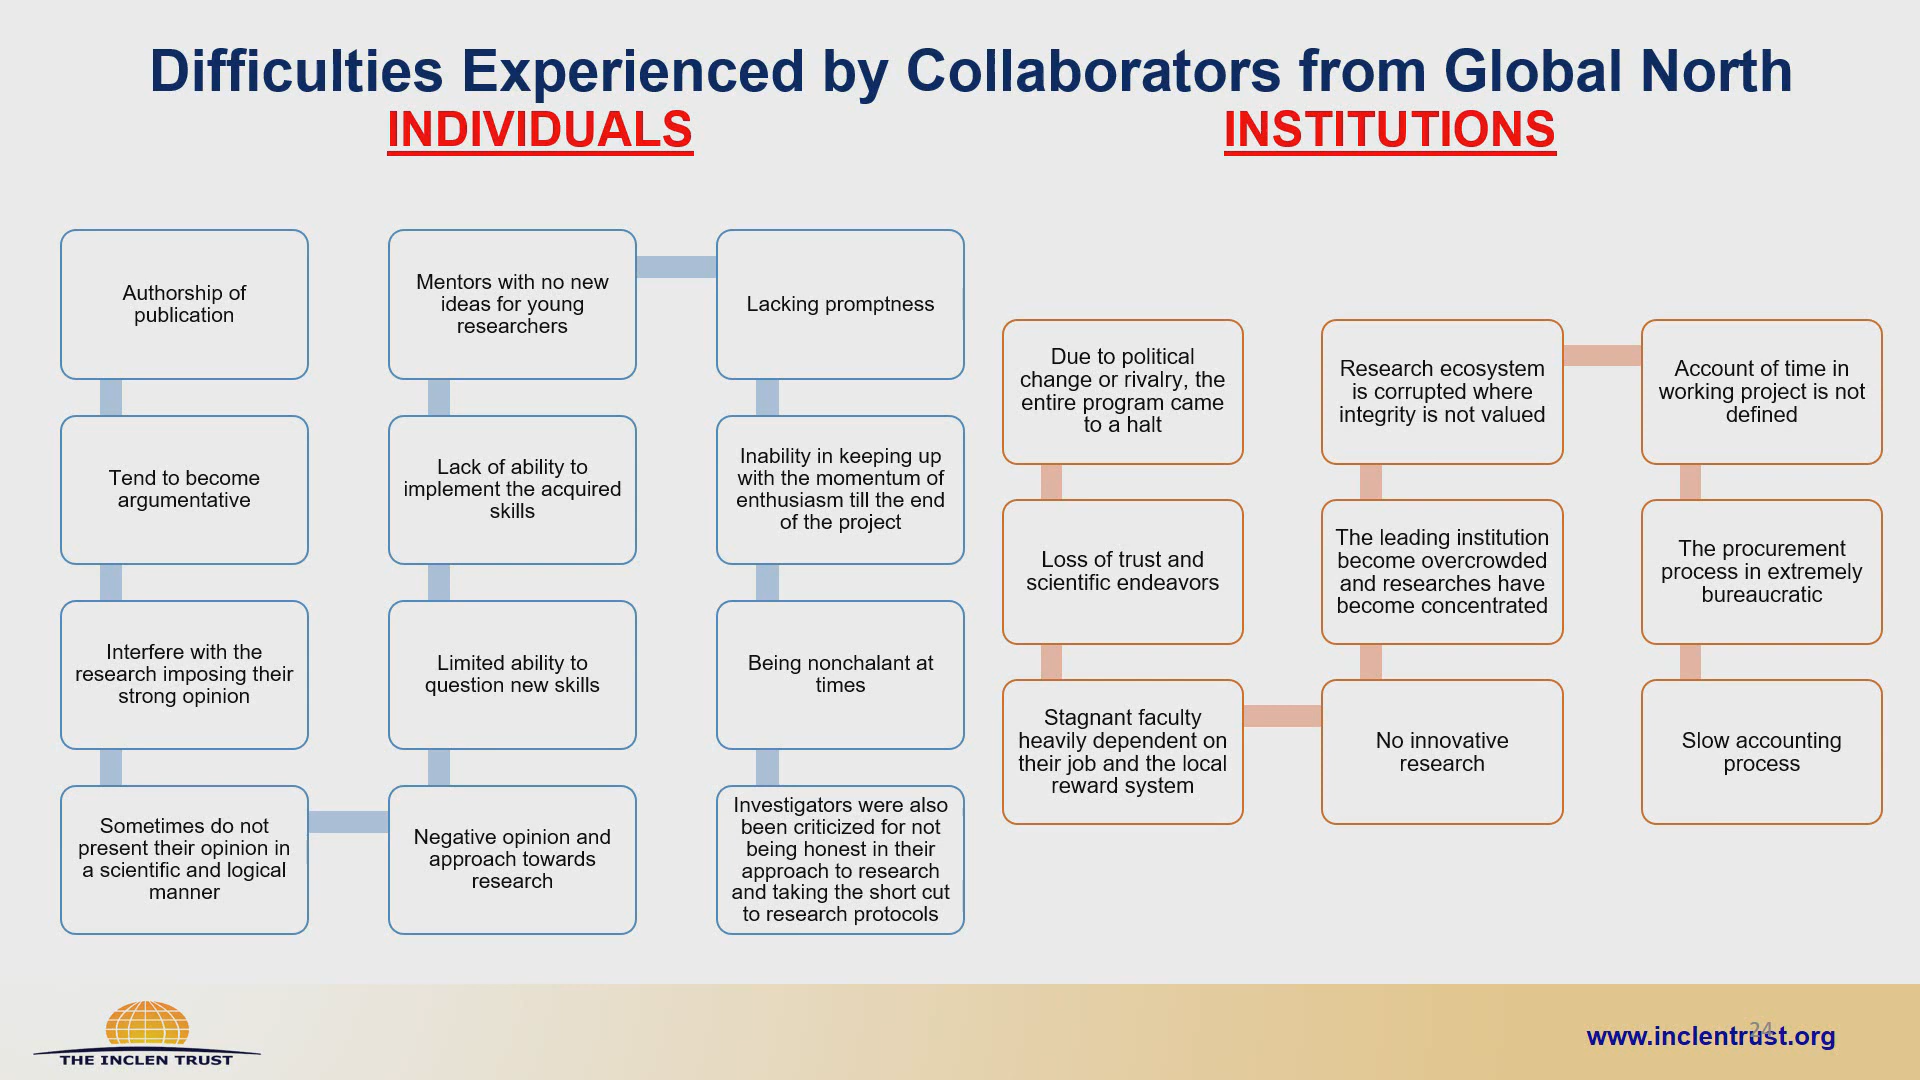 Difficulties Experienced by Collaborators from Global North
INDIVIDUALS
INSTITUTIONS
Authorship of
publication
Tend to become
argumentative
Interfere with the
research imposing their
strong opinion
Sometimes do not
present their opinion in
a scientific and logical
manner
Negative opinion and
approach towards
research
Limited ability to
question new skills
Lack of ability to
implement the acquired
skills
Mentors with no new
ideas for young
researchers
Lacking promptness
Inability in keeping up
with the momentum of
enthusiasm till the end
of the project
Being nonchalant at
times
Investigators were also
been criticized for not
being honest in their
approach to research
and taking the short cut
to research protocols
Due to political
change or rivalry, the
entire program came
to a halt
Loss of trust and
scientific endeavors
Stagnant faculty
heavily dependent on
their job and the local
reward system
No innovative
research
The leading institution
become overcrowded
and researches have
become concentrated
Research ecosystem
is corrupted where
integrity is not valued
Account of time in
working project is not
defined
The procurement
process in extremely
bureaucratic
Slow accounting
process
THE INCLEN TRUST
www.inclentrust.org
24